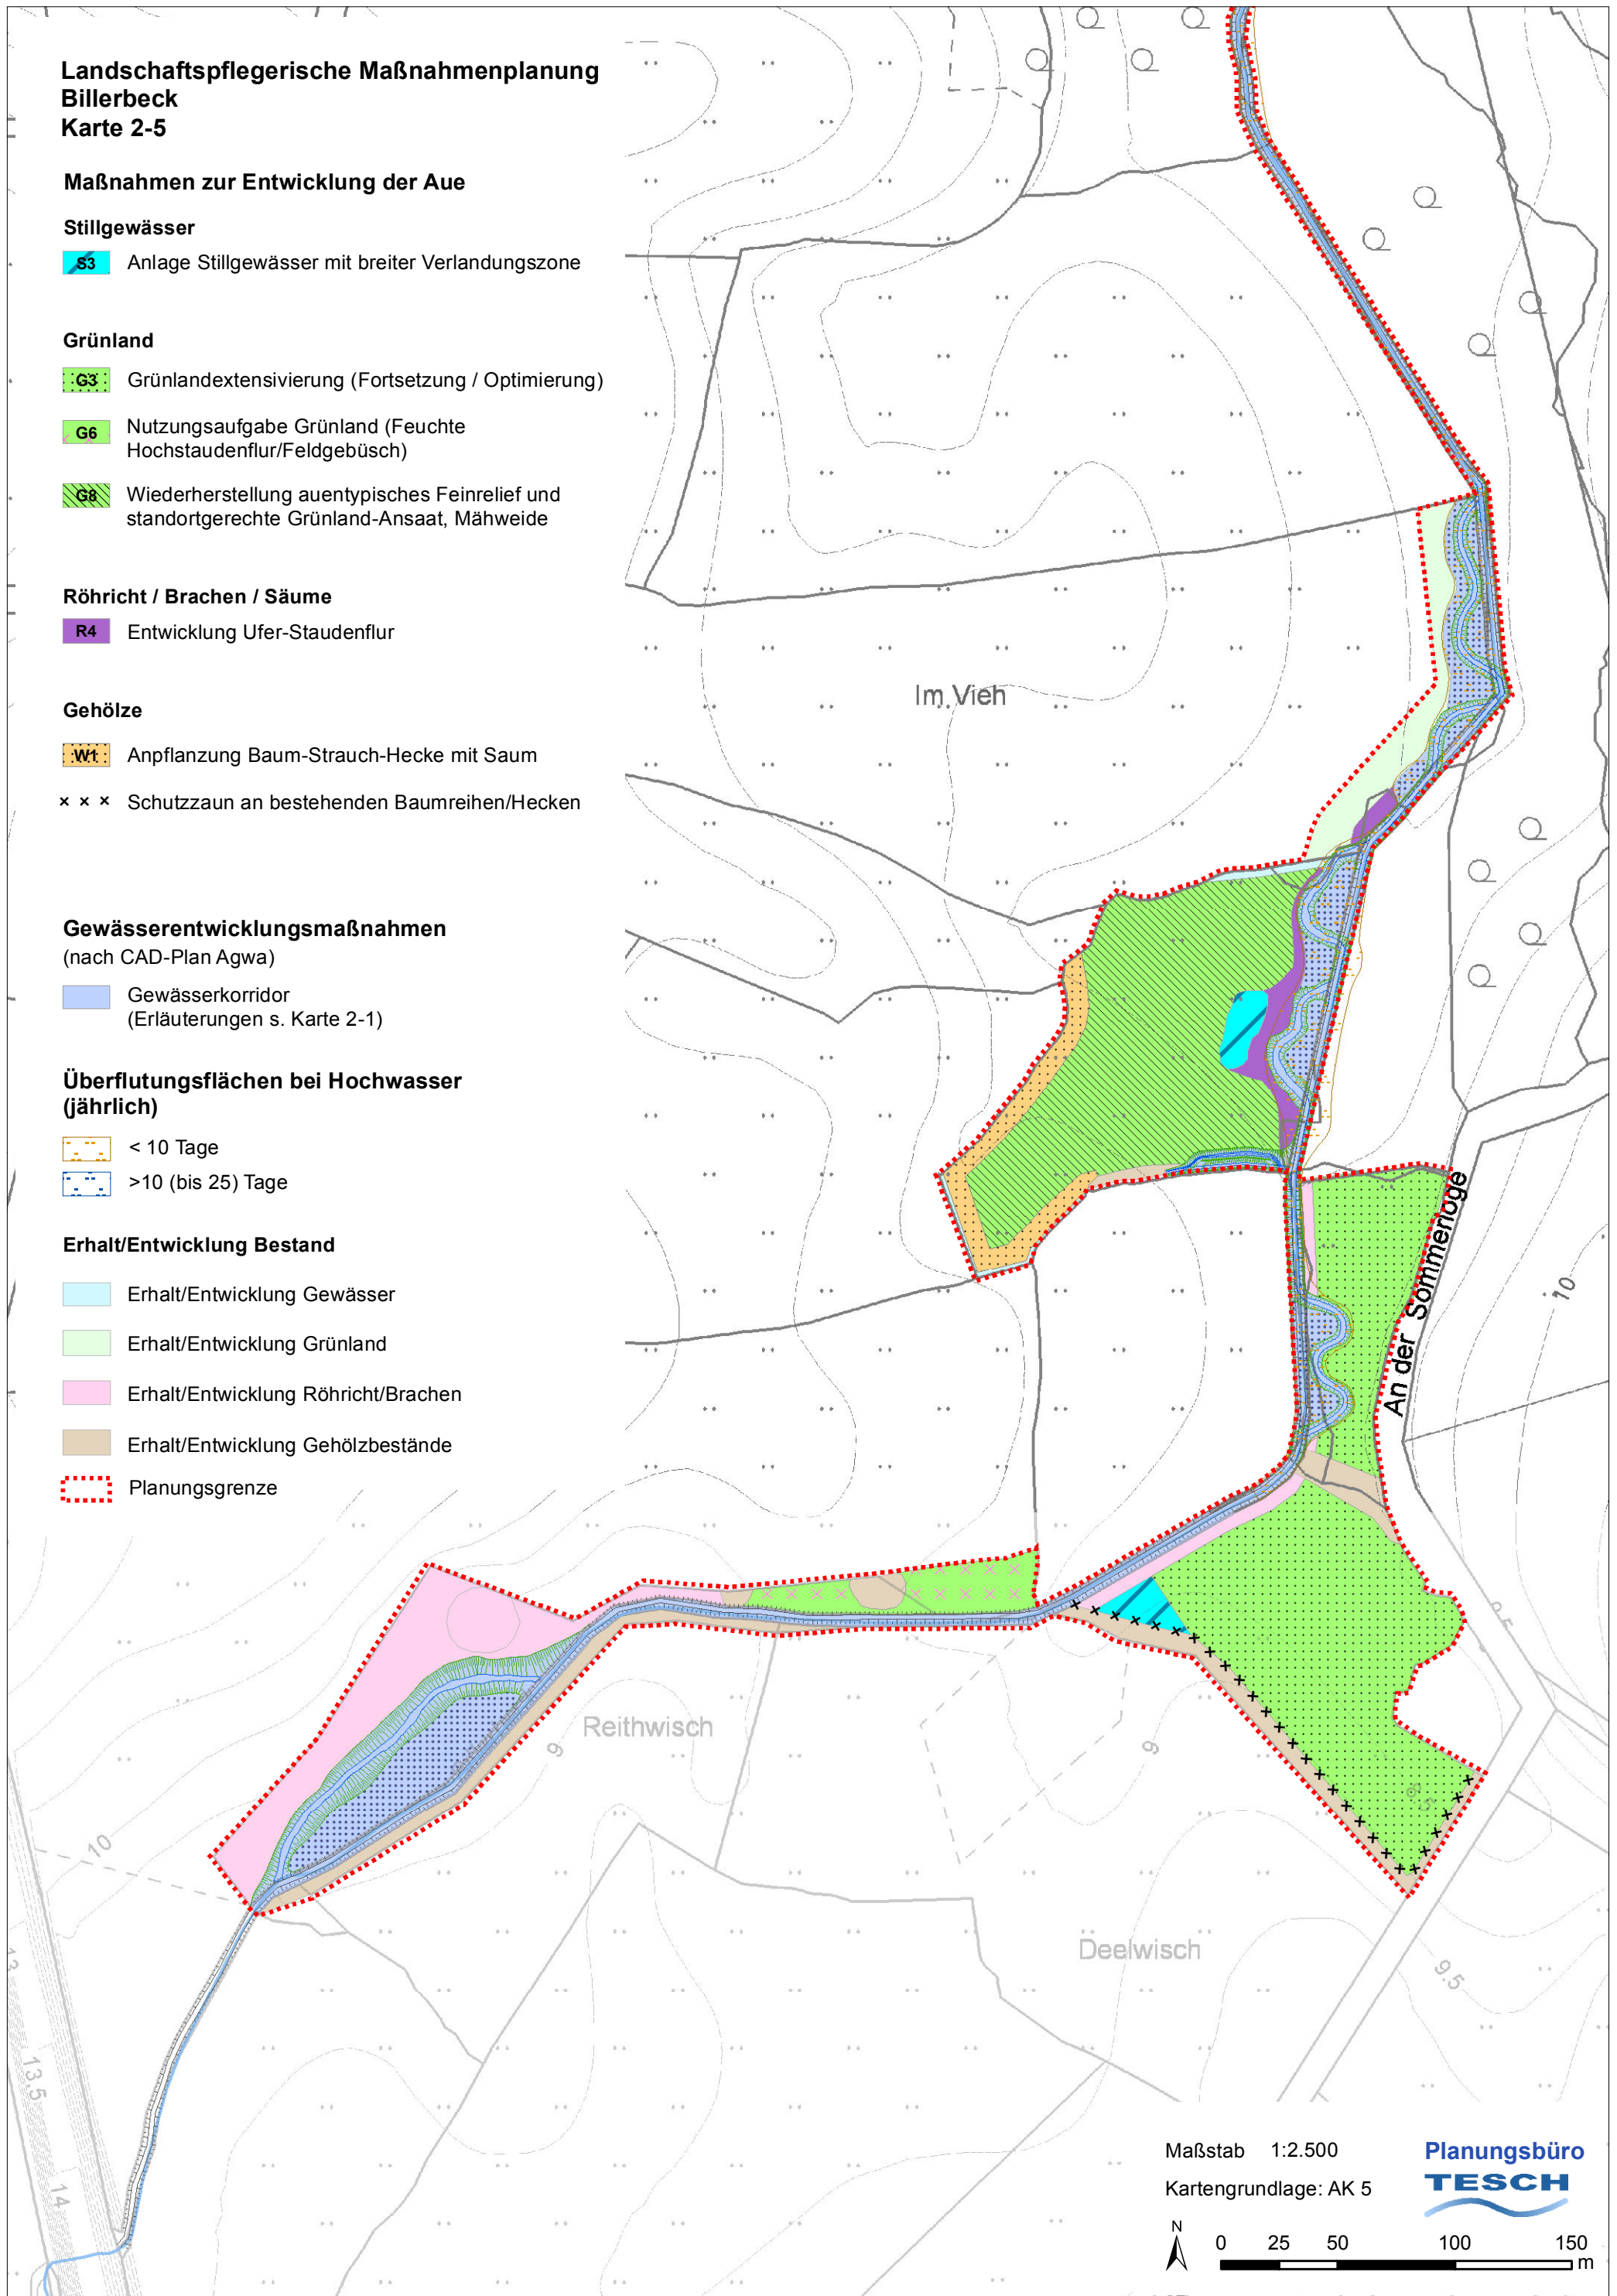 Landschaftspflegerische Maßnahmenplanung
Billerbeck
Karte 2-5
Maßnahmen zur Entwicklung der Aue
Stillgewässer
S3 Anlage Stillgewässer mit breiter Verlandungszone
Grünland
G3 Grünlandextensivierung (Fortsetzung / Optimierung)
G6 Nutzungsaufgabe Grünland (Feuchte
Hochstaudenflur/Feldgebüsch)
G8 Wiederherstellung auentypisches Feinrelief und
standortgerechte Grünland-Ansaat, Mähweide
Röhricht / Brachen / Säume
R4 Entwicklung Ufer-Staudenflur
Gehölze
W1 Anpflanzung Baum-Strauch-Hecke mit Saum
Schutzzaun an bestehenden Baumreihen/Hecken
Gewässerentwicklungsmaßnahmen
(nach CAD-Plan Agwa)
Gewässerkorridor
(Erläuterungen s. Karte 2-1)
Überflutungsflächen bei Hochwasser
(jährlich)
< 10 Tage
>10 (bis 25) Tage
Erhalt/Entwicklung Bestand
Erhalt/Entwicklung Gewässer
Erhalt/Entwicklung Grünland
Erhalt/Entwicklung Röhricht/Brachen
Erhalt/Entwicklung Gehölzbestände
Planungsgrenze
Im Vieh
An der Sommenoge
10
Reithwisch
9
9
8.5
10
Deelwisch
9.5
13,5
14
Maßstab 1:2.500
Kartengrundlage: AK 5
Planungsbüro
TESCH
N
0 25 50 100 150
m